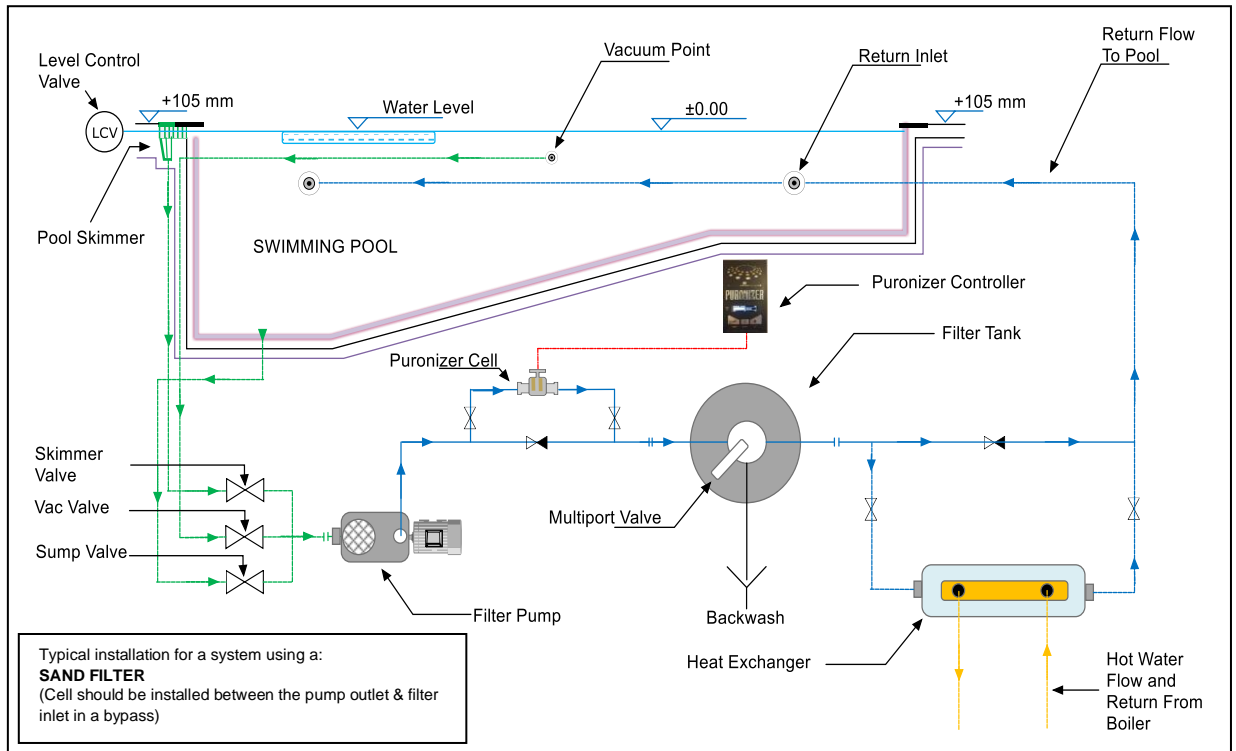 Level Control
Valve
LCV
+105 mm
Water Level
Vacuum Point
±0.00
Return Inlet
+105 mm
Return Flow
To Pool
Pool Skimmer
SWIMMING POOL
PURONIZER
Puronizer Controller
Filter Tank
Puronizer Cell
Skimmer
Valve
Vac Valve
Sump Valve
Multiport Valve
Filter Pump
Backwash
Heat Exchanger
Hot Water
Flow and
Return From
Boiler
Typical installation for a system using a:
SAND FILTER
(Cell should be installed between the pump outlet & filter
inlet in a bypass)